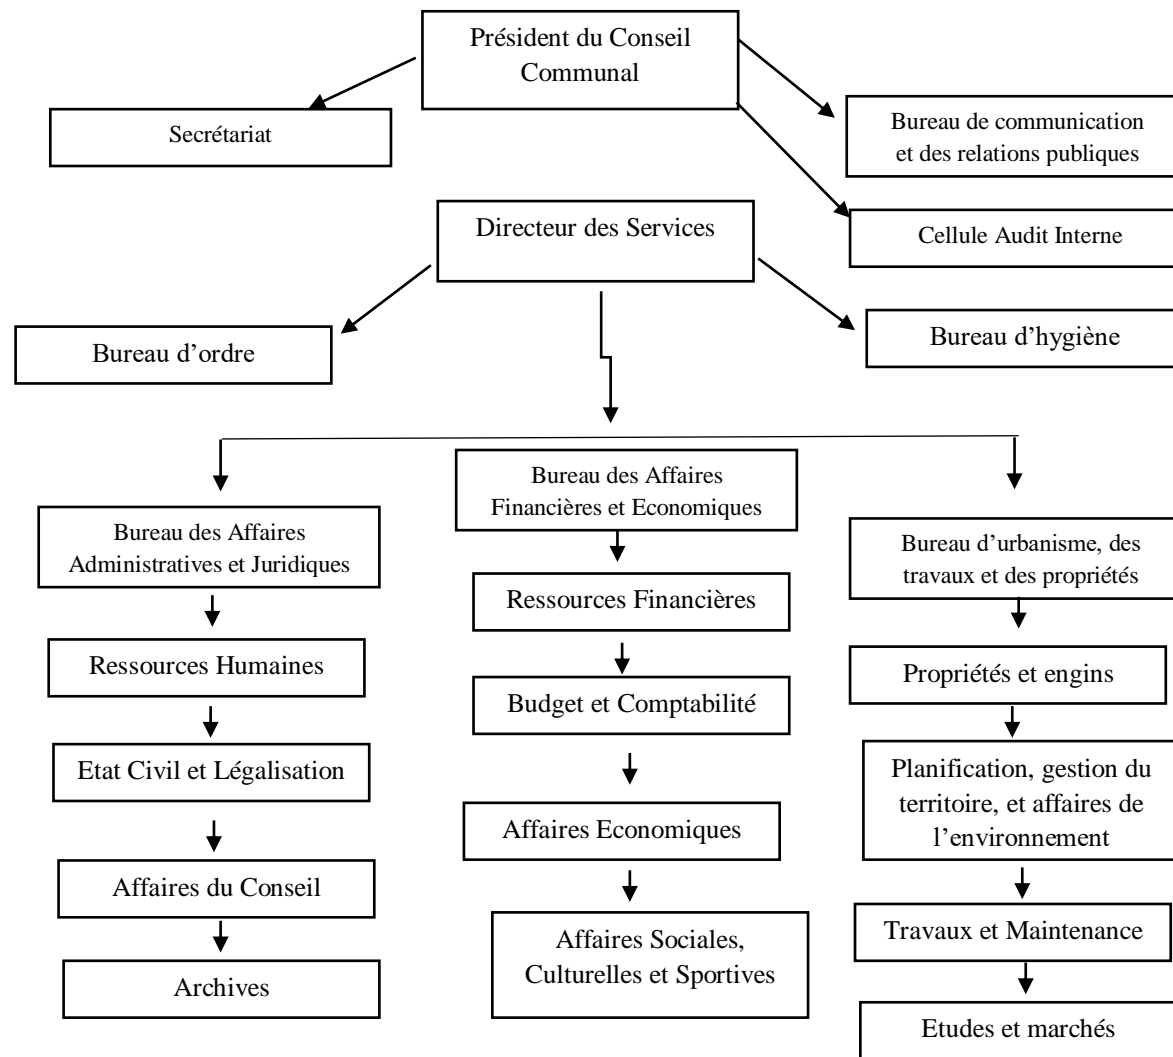 Président du Conseil
Communal
Secrétariat
Bureau de communication
et des relations publiques
Directeur des Services
Cellule Audit Interne
Bureau d’ordre
Bureau d’hygiène
Bureau des Affaires
Administratives et Juridiques
Ressources Humaines
Etat Civil et Légalisation
Affaires du Conseil
Archives
Bureau des Affaires
Financières et Economiques
Ressources Financières
Budget et Comptabilité
Affaires Economiques
Affaires Sociales,
Culturelles et Sportives
Bureau d’urbanisme, des
travaux et des propriétés
Propriétés et engins
Planification, gestion du
territoire, et affaires de
l’environnement
Travaux et Maintenance
Etudes et marchés